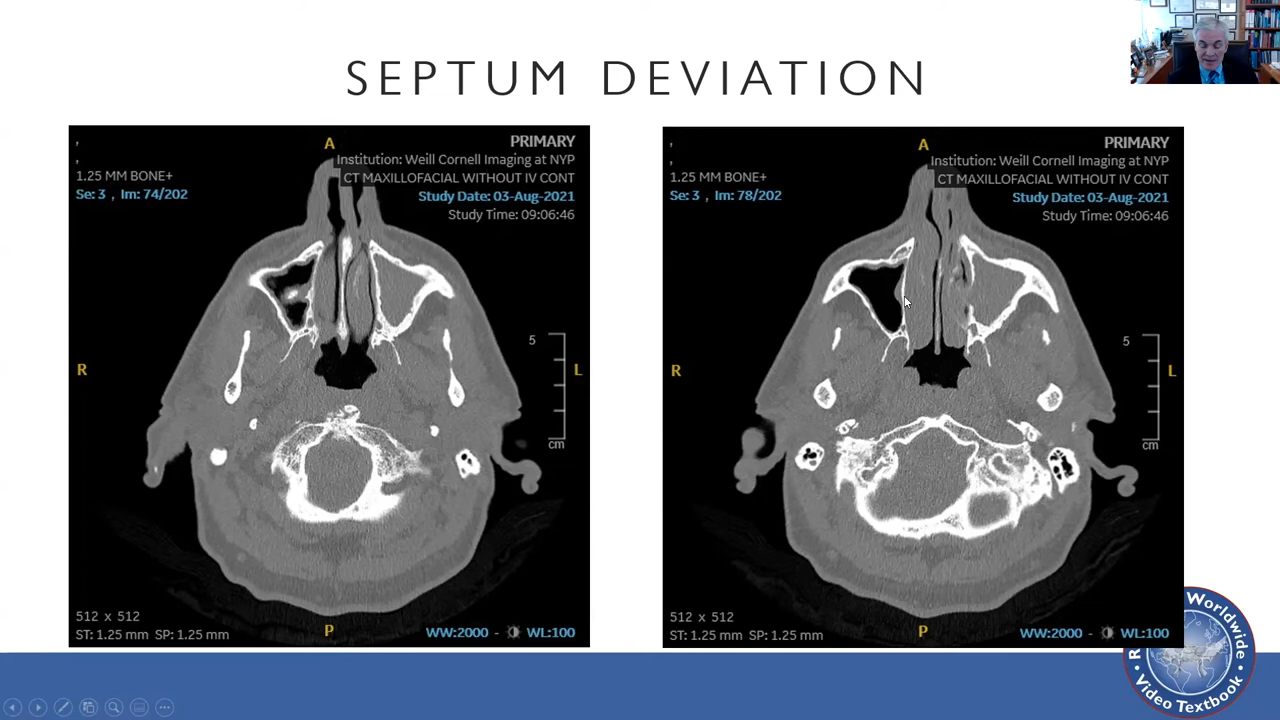 SEPTUM DEVIATION
,
,
1.25 MM BONE+
Se: 3 , Im: 74/202
A
PRIMARY
Institution: Weill Cornell Imaging at NYP
CT MAXILLOFACIAL WITHOUT IV CONT
Study Date: 03-Aug-2021
Study Time: 09:06:46
R
5
L
cm
512 x 512
ST: 1.25 mm SP: 1.25 mm
P
WW:2000 - WL:100
,
,
1.25 MM BONE+
Se: 3 , Im: 78/202
A
PRIMARY
Institution: Weill Cornell Imaging at NYP
CT MAXILLOFACIAL WITHOUT IV CONT
Study Date: 03-Aug-2021
Study Time: 09:06:46
R
5
L
cm
512 x 512
ST: 1.25 mm SP: 1.25 mm
P
WW:2000 - WL:100
R
Worldwide
• Video Textbook •